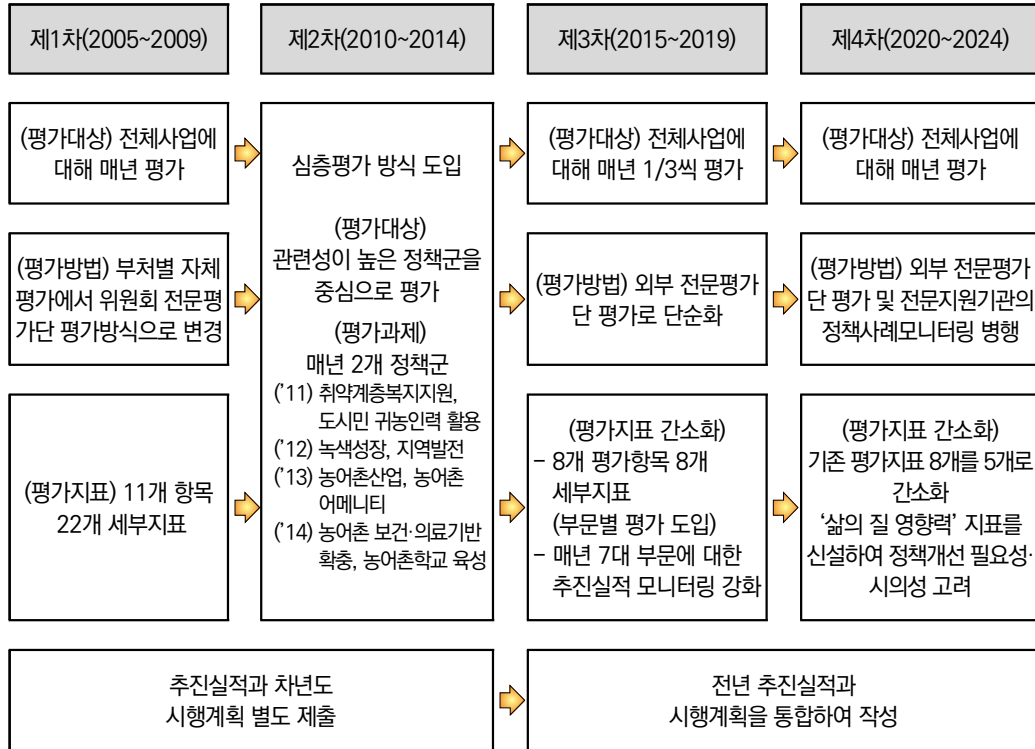 제1차(2005~2009)
제2차(2010~2014)
제3차(2015~2019)
제4차(2020~2024)
(평가대상) 전체사업에
대해 매년 평가
(평가방법) 부처별 자체
평가에서 위원회 전문평
가단 평가방식으로 변경
(평가지표) 11개 항목
22개 세부지표
심층평가 방식 도입
(평가대상)
관련성이 높은 정책군을
중심으로 평가
(평가과제)
매년 2개 정책군
('11) 취약계층복지지원,
도시민 귀농인력 활용
('12) 녹색성장, 지역발전
('13) 농어촌산업, 농어촌
어메니티
('14) 농어촌 보건·의료기반
확충, 농어촌학교 육성
(평가대상) 전체사업에
대해 매년 1/3씩 평가
(평가방법) 외부 전문평가
단 평가로 단순화
(평가지표 간소화)
- 8개 평가항목 8개
세부지표
(부문별 평가 도입)
- 매년 7대 부문에 대한
추진실적 모니터링 강화
(평가대상) 전체사업에
대해 매년 평가
(평가방법) 외부 전문평가
단 평가 및 전문지원기관의
정책사례모니터링 병행
(평가지표 간소화)
기존 평가지표 8개를 5개로
간소화
‘삶의 질 영향력’ 지표를
신설하여 정책개선 필요성·
시의성 고려
추진실적과 차년도
시행계획 별도 제출
전년 추진실적과
시행계획을 통합하여 작성